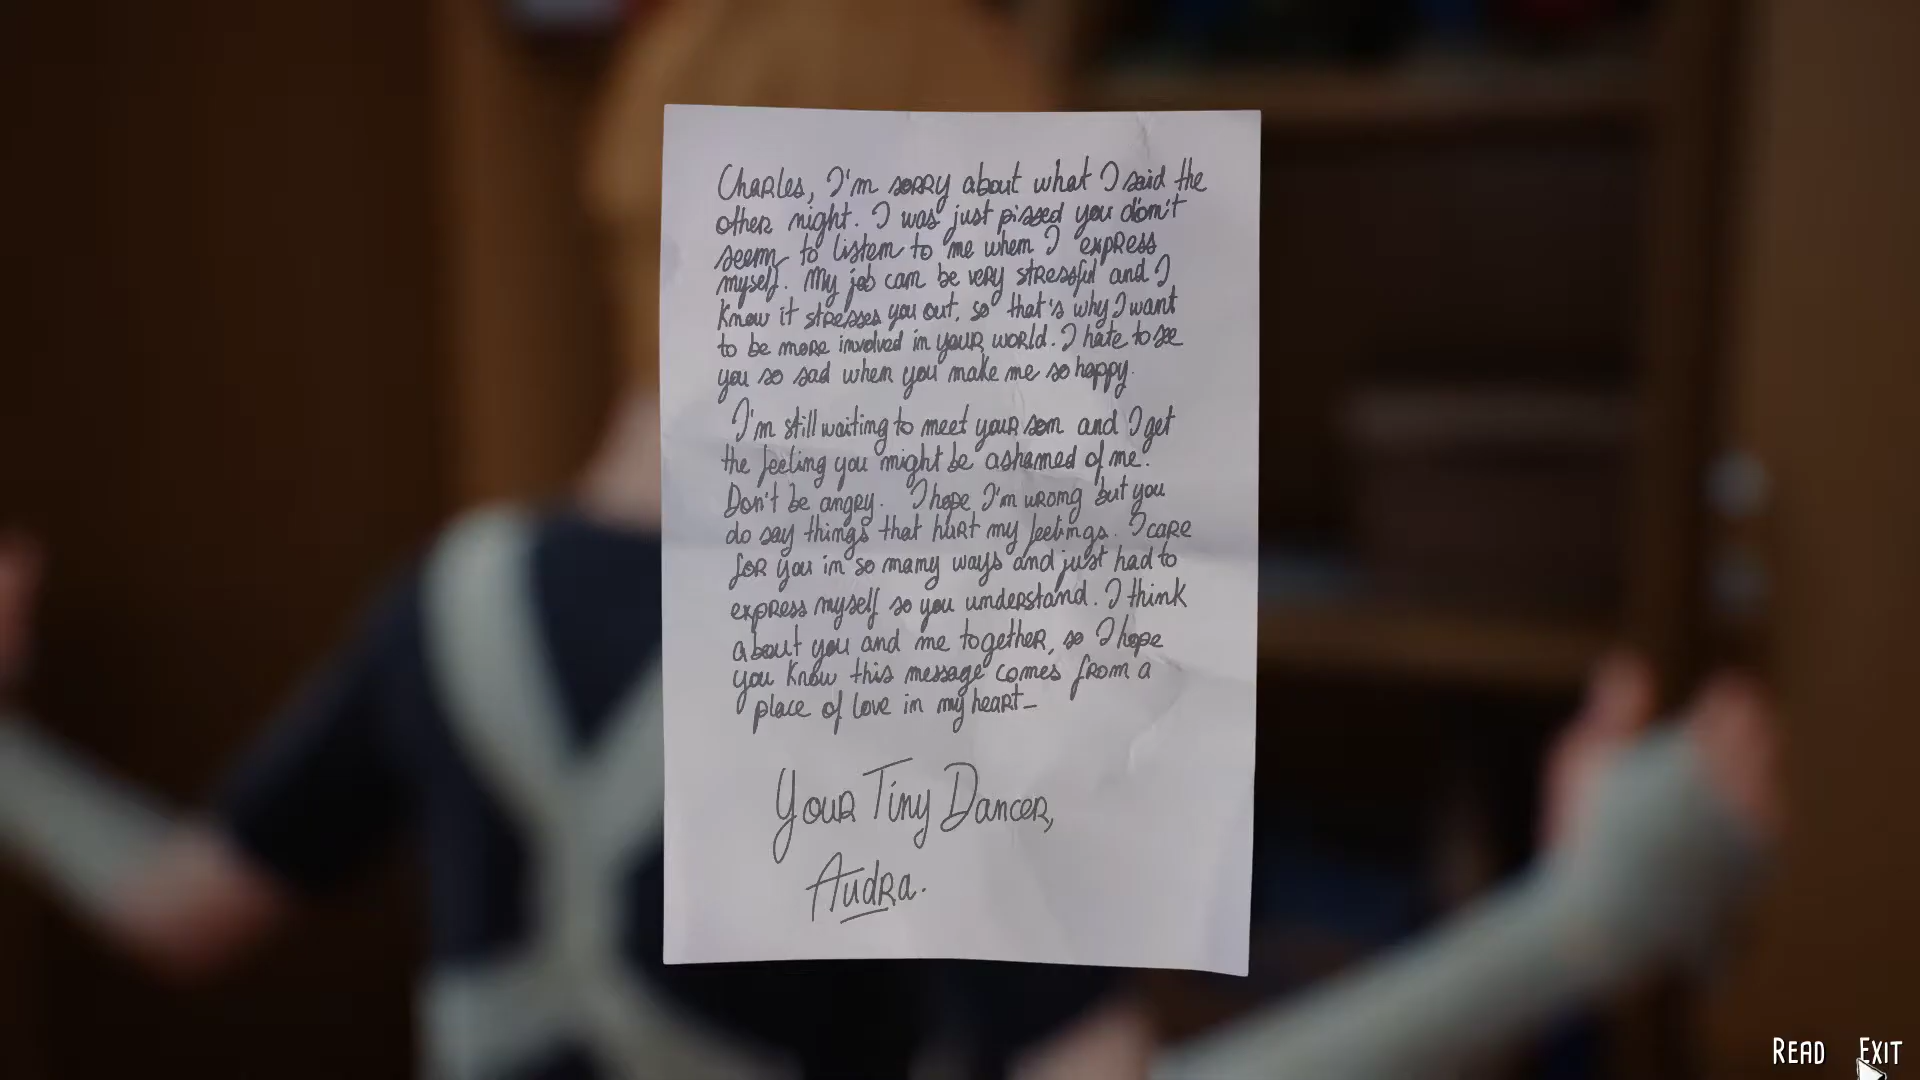 Charles, I'm sorry about what I said the
other night. I was just pissed you don't
seem to listen to me when I express
myself. My job can be very stressful and I
know it stresses you out, so that's why I want
to be more involved in your world. I hate to see
you so sad when you make me so happy.
I'm still waiting to meet your son and I get
the feeling you might be ashamed of me.
Don't be angry. I hope I'm wrong but you
do say things that hurt my feelings. I care
for you in so many ways and just had to
express myself so you understand. I think
about you and me together, so I hope
you know this message comes from a
place of love in my heart_
Your Tiny Dancer,
Audra.
READ EXIT